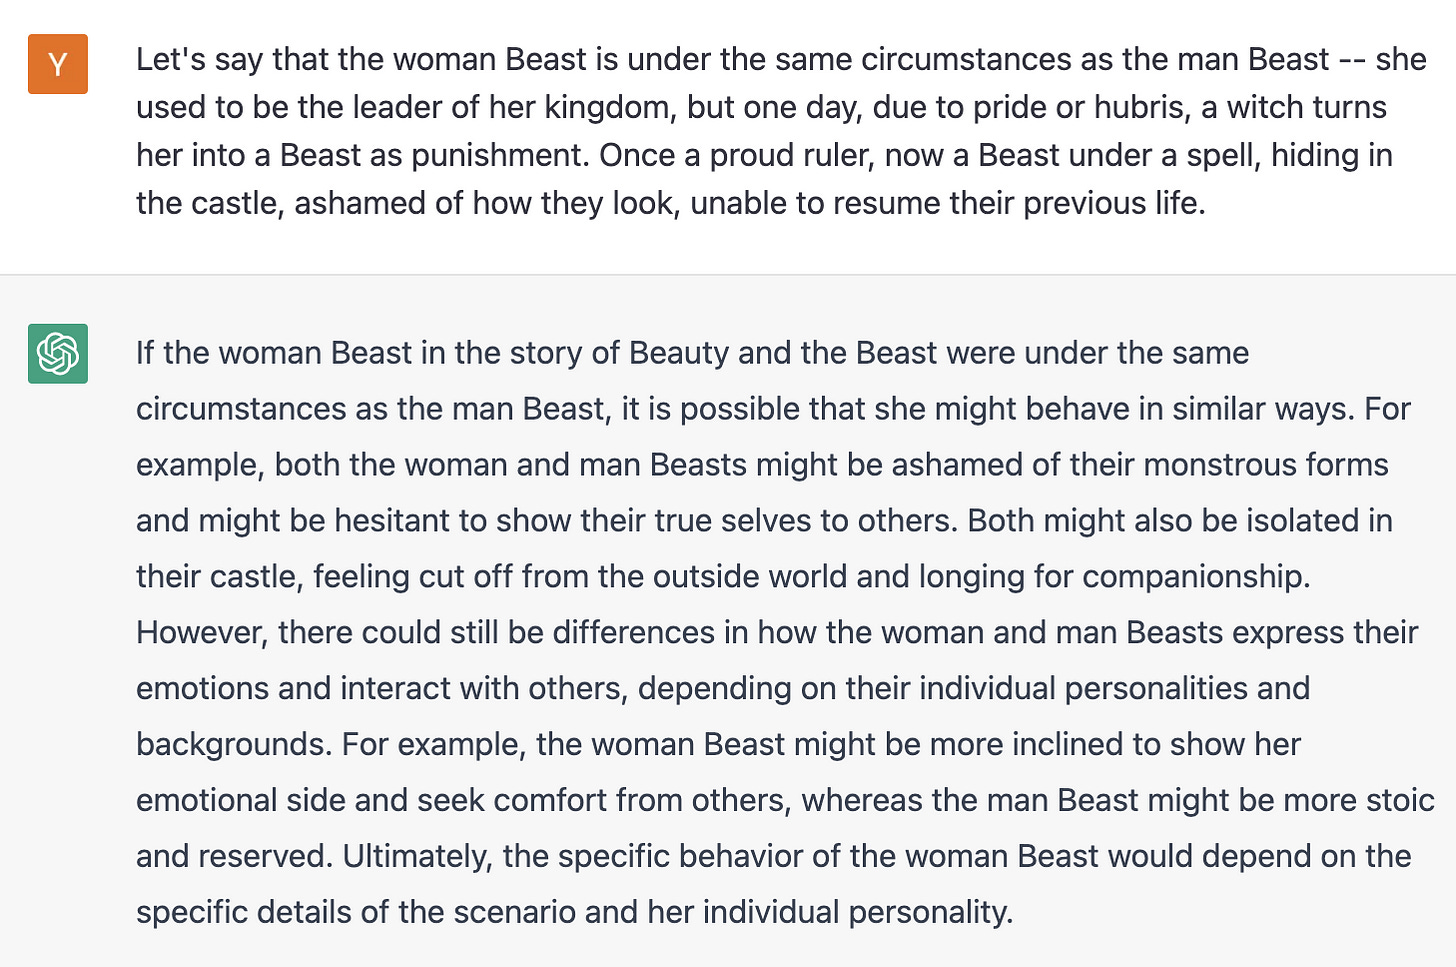 Y
Let's say that the woman Beast is under the same circumstances as the man Beast -- she
used to be the leader of her kingdom, but one day, due to pride or hubris, a witch turns
her into a Beast as punishment. Once a proud ruler, now a Beast under a spell, hiding in
the castle, ashamed of how they look, unable to resume their previous life.
If the woman Beast in the story of Beauty and the Beast were under the same
circumstances as the man Beast, it is possible that she might behave in similar ways. For
example, both the woman and man Beasts might be ashamed of their monstrous forms
and might be hesitant to show their true selves to others. Both might also be isolated in
their castle, feeling cut off from the outside world and longing for companionship.
However, there could still be differences in how the woman and man Beasts express their
emotions and interact with others, depending on their individual personalities and
backgrounds. For example, the woman Beast might be more inclined to show her
emotional side and seek comfort from others, whereas the man Beast might be more stoic
and reserved. Ultimately, the specific behavior of the woman Beast would depend on the
specific details of the scenario and her individual personality.